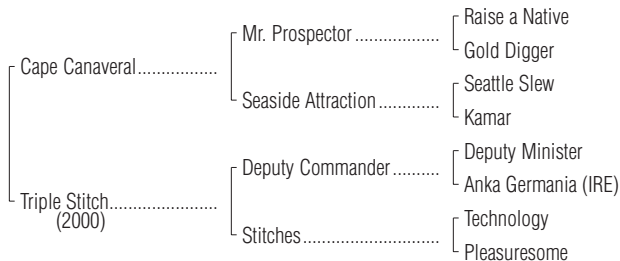 Raise a Native
Mr. Prospector ..................
Gold Digger
Cape Canaveral.................
Seattle Slew
Seaside Attraction .............
Kamar
Deputy Minister
Deputy Commander ..........
Anka Germania (IRE)
Triple Stitch.......................
(2000)
Technology
Stitches.............................
Pleasuresome